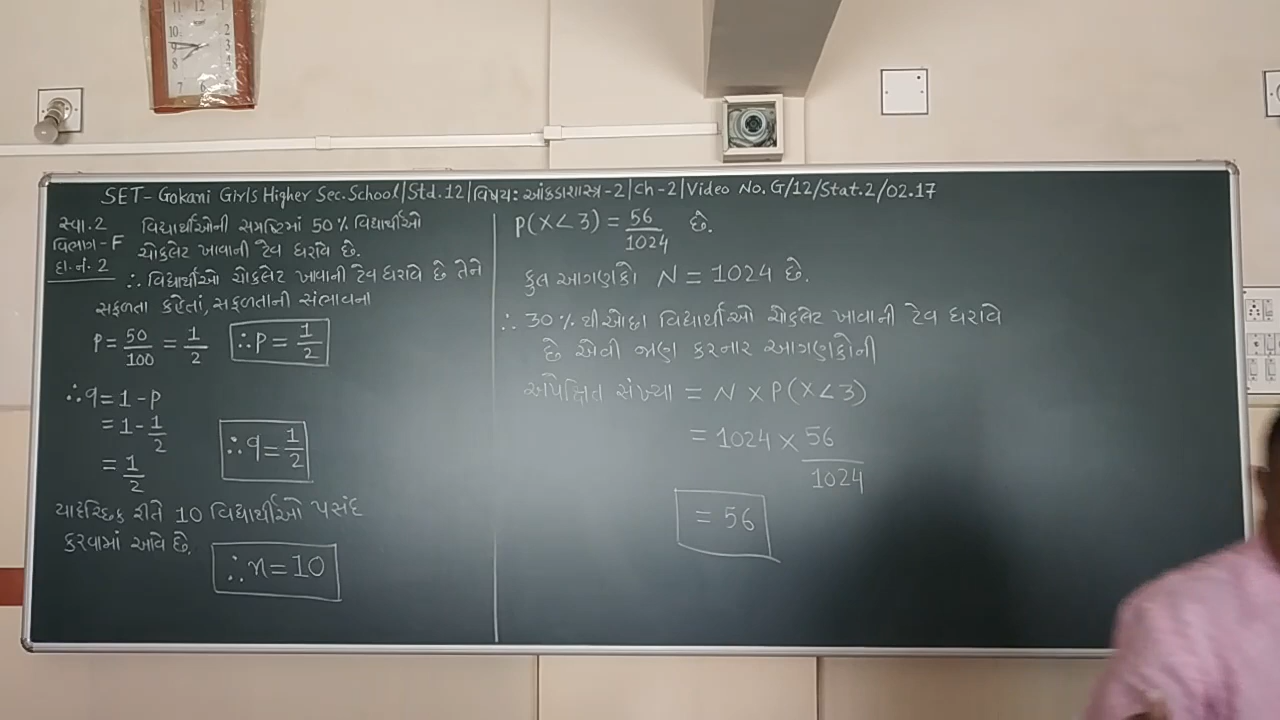 SET- Gokani Girls Higher Sec. School/Std.12/વિષય: આંકડાશાસ્ત્ર-2/Ch-2/Video No. G/12/Stat.2/02.17
સ્વા.2
વિભાગ-F
દા.નં.2
વિદ્યાર્થીઓની સમષ્ટિમાં 50% વિદ્યાર્થીઓ
ચોકલેટ ખાવાની ટેવ ધરાવે છે.
∴ વિદ્યાર્થીઓ ચોકલેટ ખાવાની ટેવ ધરાવે છે તેને
સફળતા કહેતાં, સફળતાની સંભાવના
P = 50/100 = 1/2 ∴P = 1/2
∴q = 1 - P
= 1 - 1/2
= 1/2
∴q = 1/2
યાદચ્છિક રીતે 10 વિદ્યાર્થીઓ પસંદ
કરવામાં આવે છે.
∴n = 10
P(X<3) = 56/1024 છે.
કુલ આગણકો N = 1024 છે.
∴ 30% થી ઓછા વિદ્યાર્થીઓ ચોકલેટ ખાવાની ટેવ ધરાવે
છે એવી જાણ કરનાર આગણકોની
અપેક્ષિત સંખ્યા = N × P(X<3)
= 1024 × 56/1024
= 56